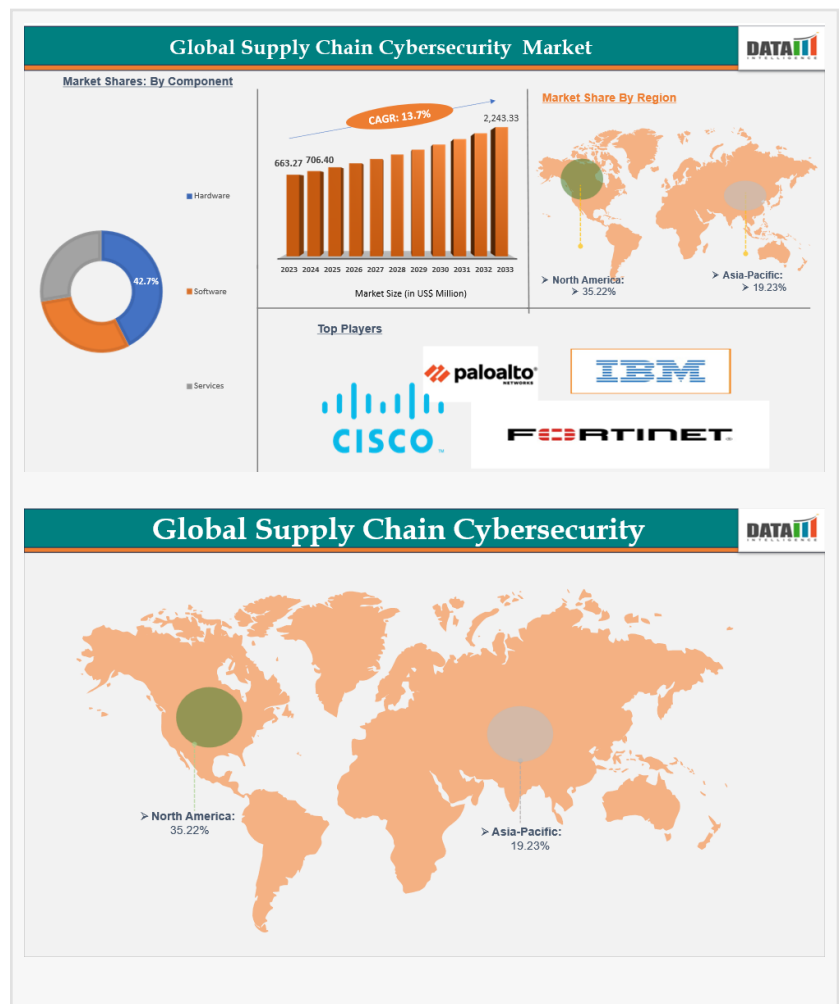 Global Supply Chain Cybersecurity Market
DATAM
INTELLIGENCE
Market Shares: By Component
Hardware
Software
Services
42.7%
CAGR: 13.7%
663.27
706.40
2,243.33
2023 2024 2025 2026 2027 2028 2029 2030 2031 2032 2033
Market Size (in US$ Million)
Market Share By Region
➢ North America:
➢ 35.22%
➢ Asia-Pacific:
➢ 19.23%
Top Players
paloalto
NETWORKS
IBM
CISCO
FORTINET
Global Supply Chain Cybersecurity
DATAM
INTELLIGENCE
➢ North America:
35.22%
➢ Asia-Pacific:
19.23%